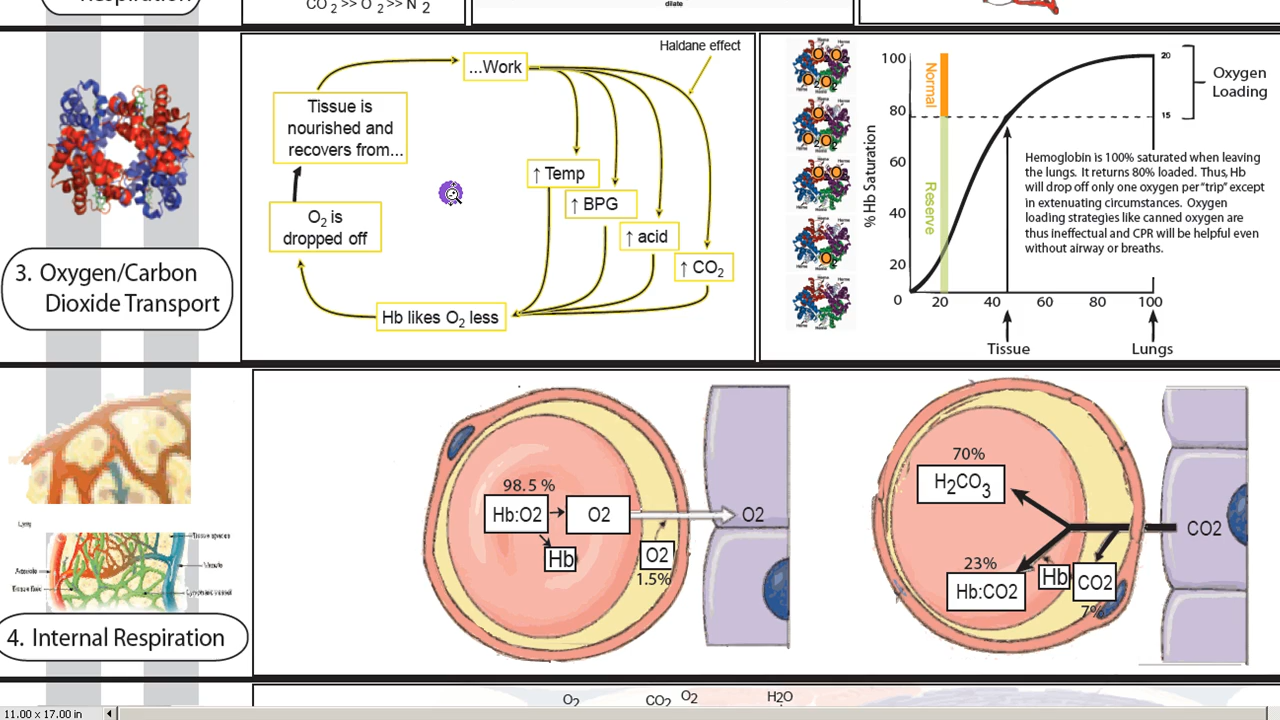 Respiration
CO2 >> O2 >> N2
dilate
3. Oxygen/Carbon
Dioxide Transport
Haldane effect
...Work
Tissue is
nourished and
recovers from...
↑ Temp
↑ BPG
↑ acid
↑ CO2
O2 is
dropped off
Hb likes O2 less
% Hb Saturation
100
80
60
40
20
0
20
40
60
80
100
Normal
Reserve
20
15
Oxygen
Loading
Hemoglobin is 100% saturated when leaving
the lungs. It returns 80% loaded. Thus, Hb
will drop off only one oxygen per "trip" except
in extenuating circumstances. Oxygen
loading strategies like canned oxygen are
thus ineffectual and CPR will be helpful even
without airway or breaths.
Tissue
Lungs
4. Internal Respiration
98.5 %
Hb:O2
O2
Hb
O2
1.5%
O2
70%
H2CO3
23%
Hb:CO2
Hb
CO2
7%
CO2
O2
CO2
O2
H2O
11.00 x 17.00 in